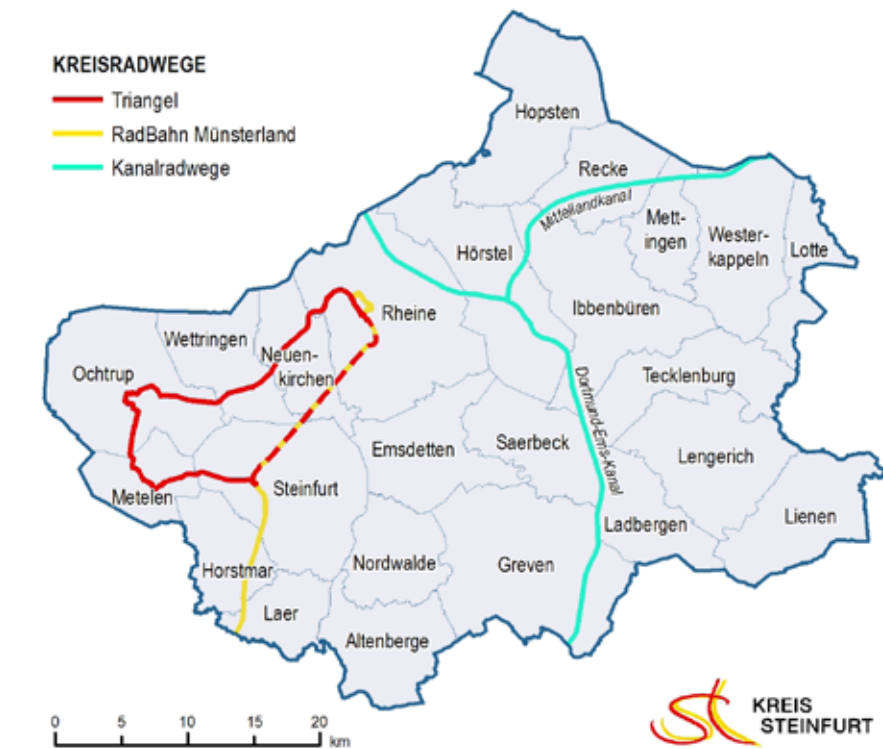 KREISRADWEGE
Triangel
RadBahn Münsterland
Kanalradwege
Hopsten
Recke
Mittellandkanal
Mett-
ingen
Wester-
kappeln
Lotte
Hörstel
Ibbenbüren
Rheine
Wettringen
Neuen-
kirchen
Ochtrup
Tecklenburg
Dortmund-Ems-Kanal
Saerbeck
Emsdetten
Lengerich
Metelen
Steinfurt
Ladbergen
Lienen
Horstmar
Nordwalde
Greven
Laer
Altenberge
0 5 10 15 20
km
KREIS
STEINFURT